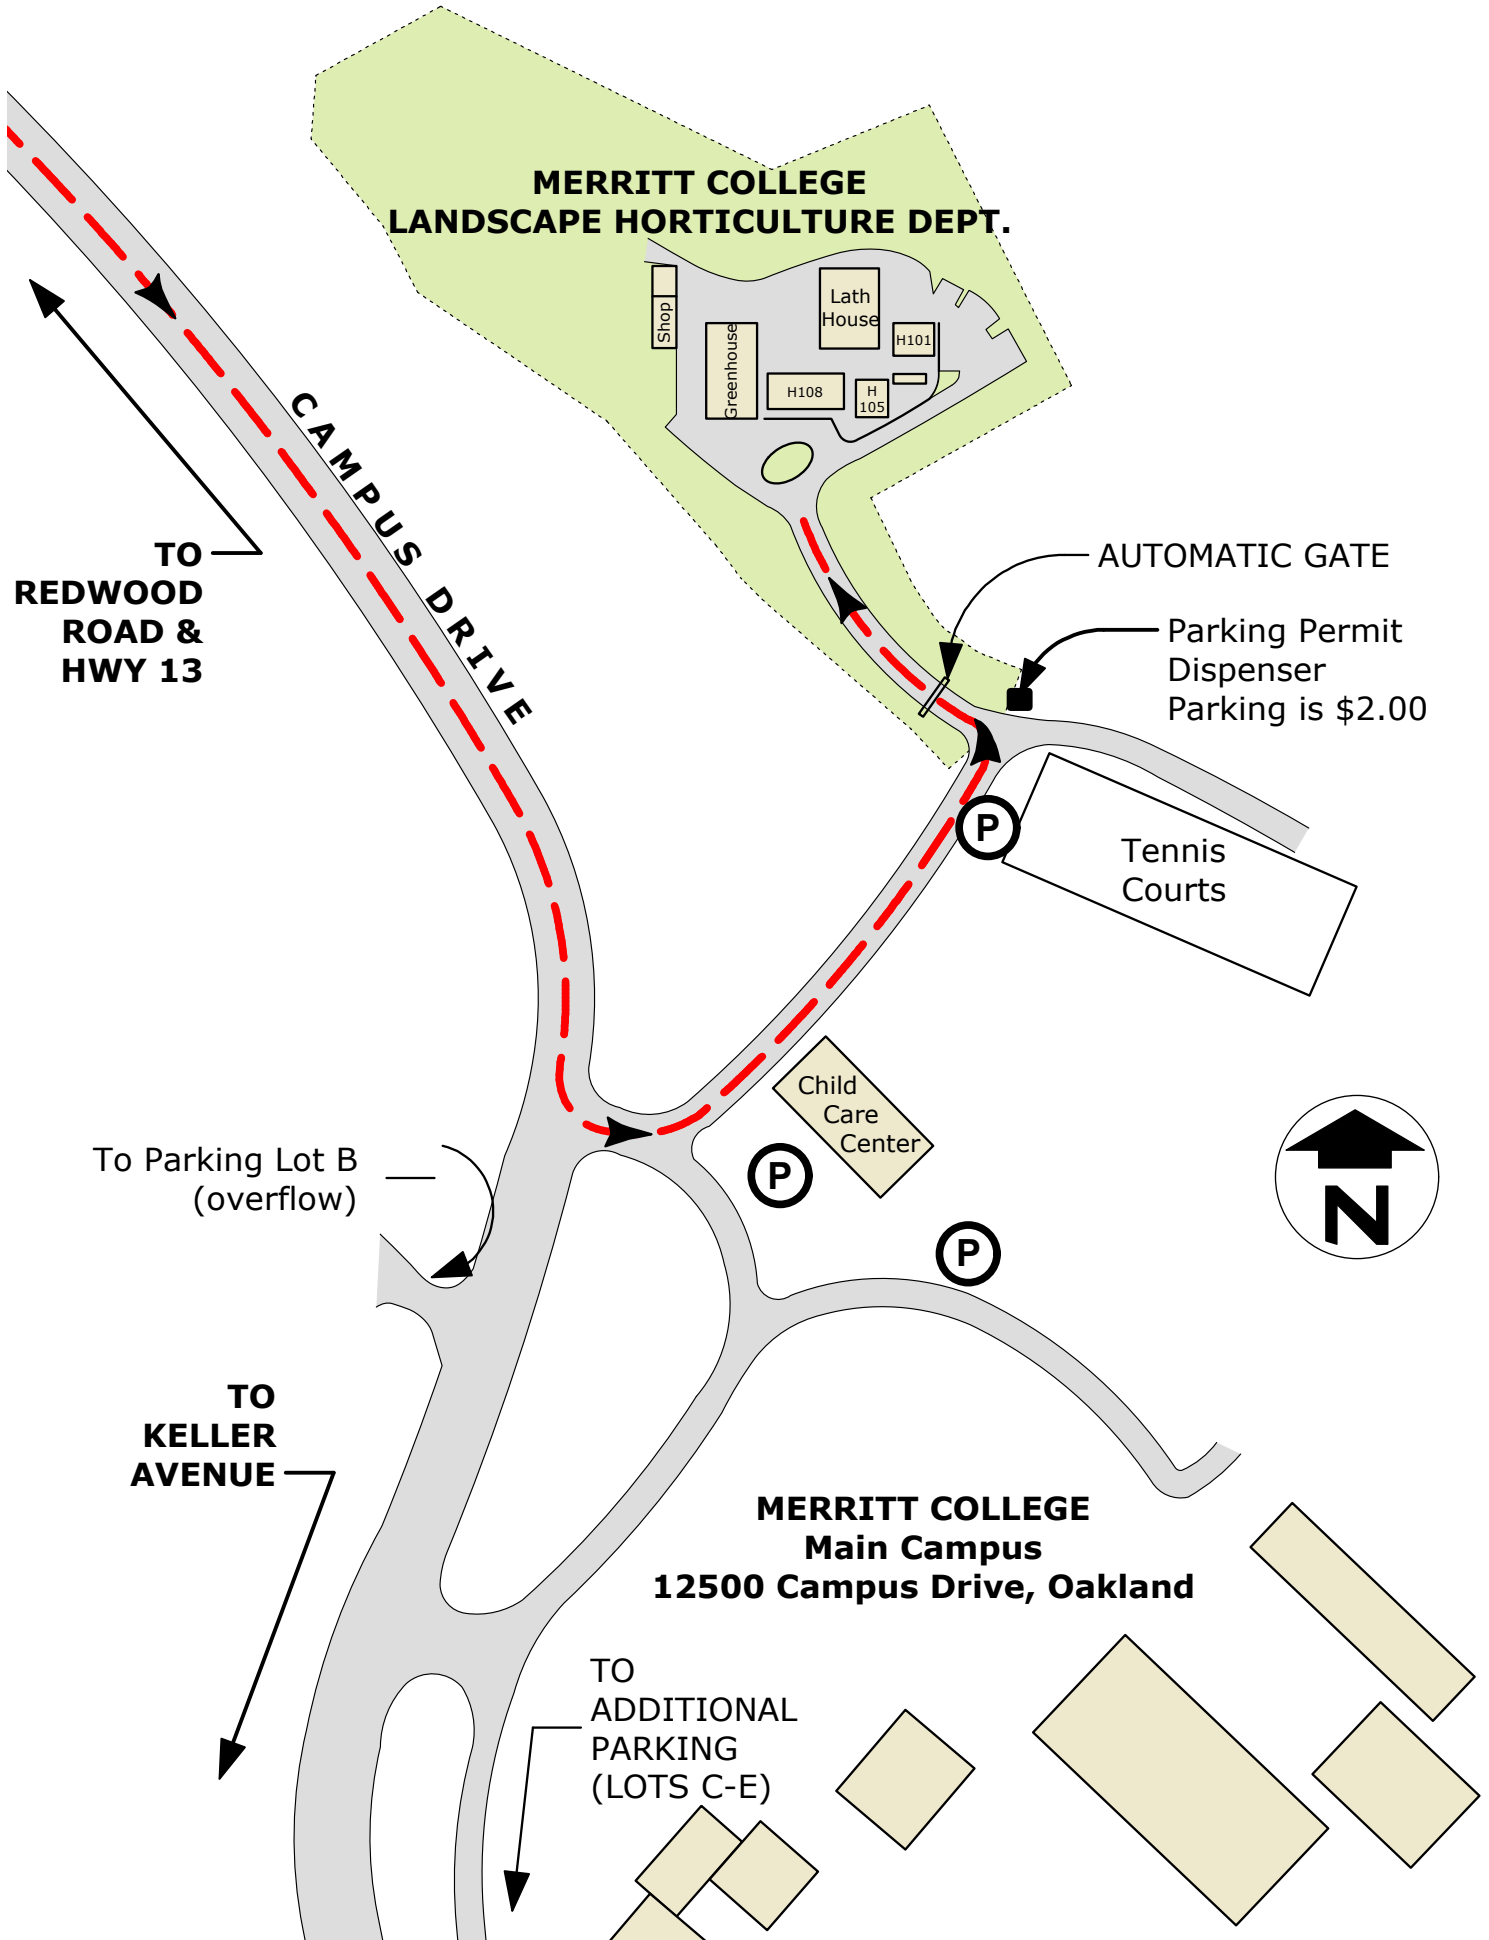 MERRITT COLLEGE
LANDSCAPE HORTICULTURE DEPT.
Shop
Greenhouse
Lath
House
H101
H108
H
105
CAMPUS DRIVE
TO
REDWOOD
ROAD &
HWY 13
AUTOMATIC GATE
Parking Permit
Dispenser
Parking is $2.00
P
Tennis
Courts
Child
Care
Center
P
To Parking Lot B
(overflow)
P
N
TO
KELLER
AVENUE
MERRITT COLLEGE
Main Campus
12500 Campus Drive, Oakland
TO
ADDITIONAL
PARKING
(LOTS C-E)